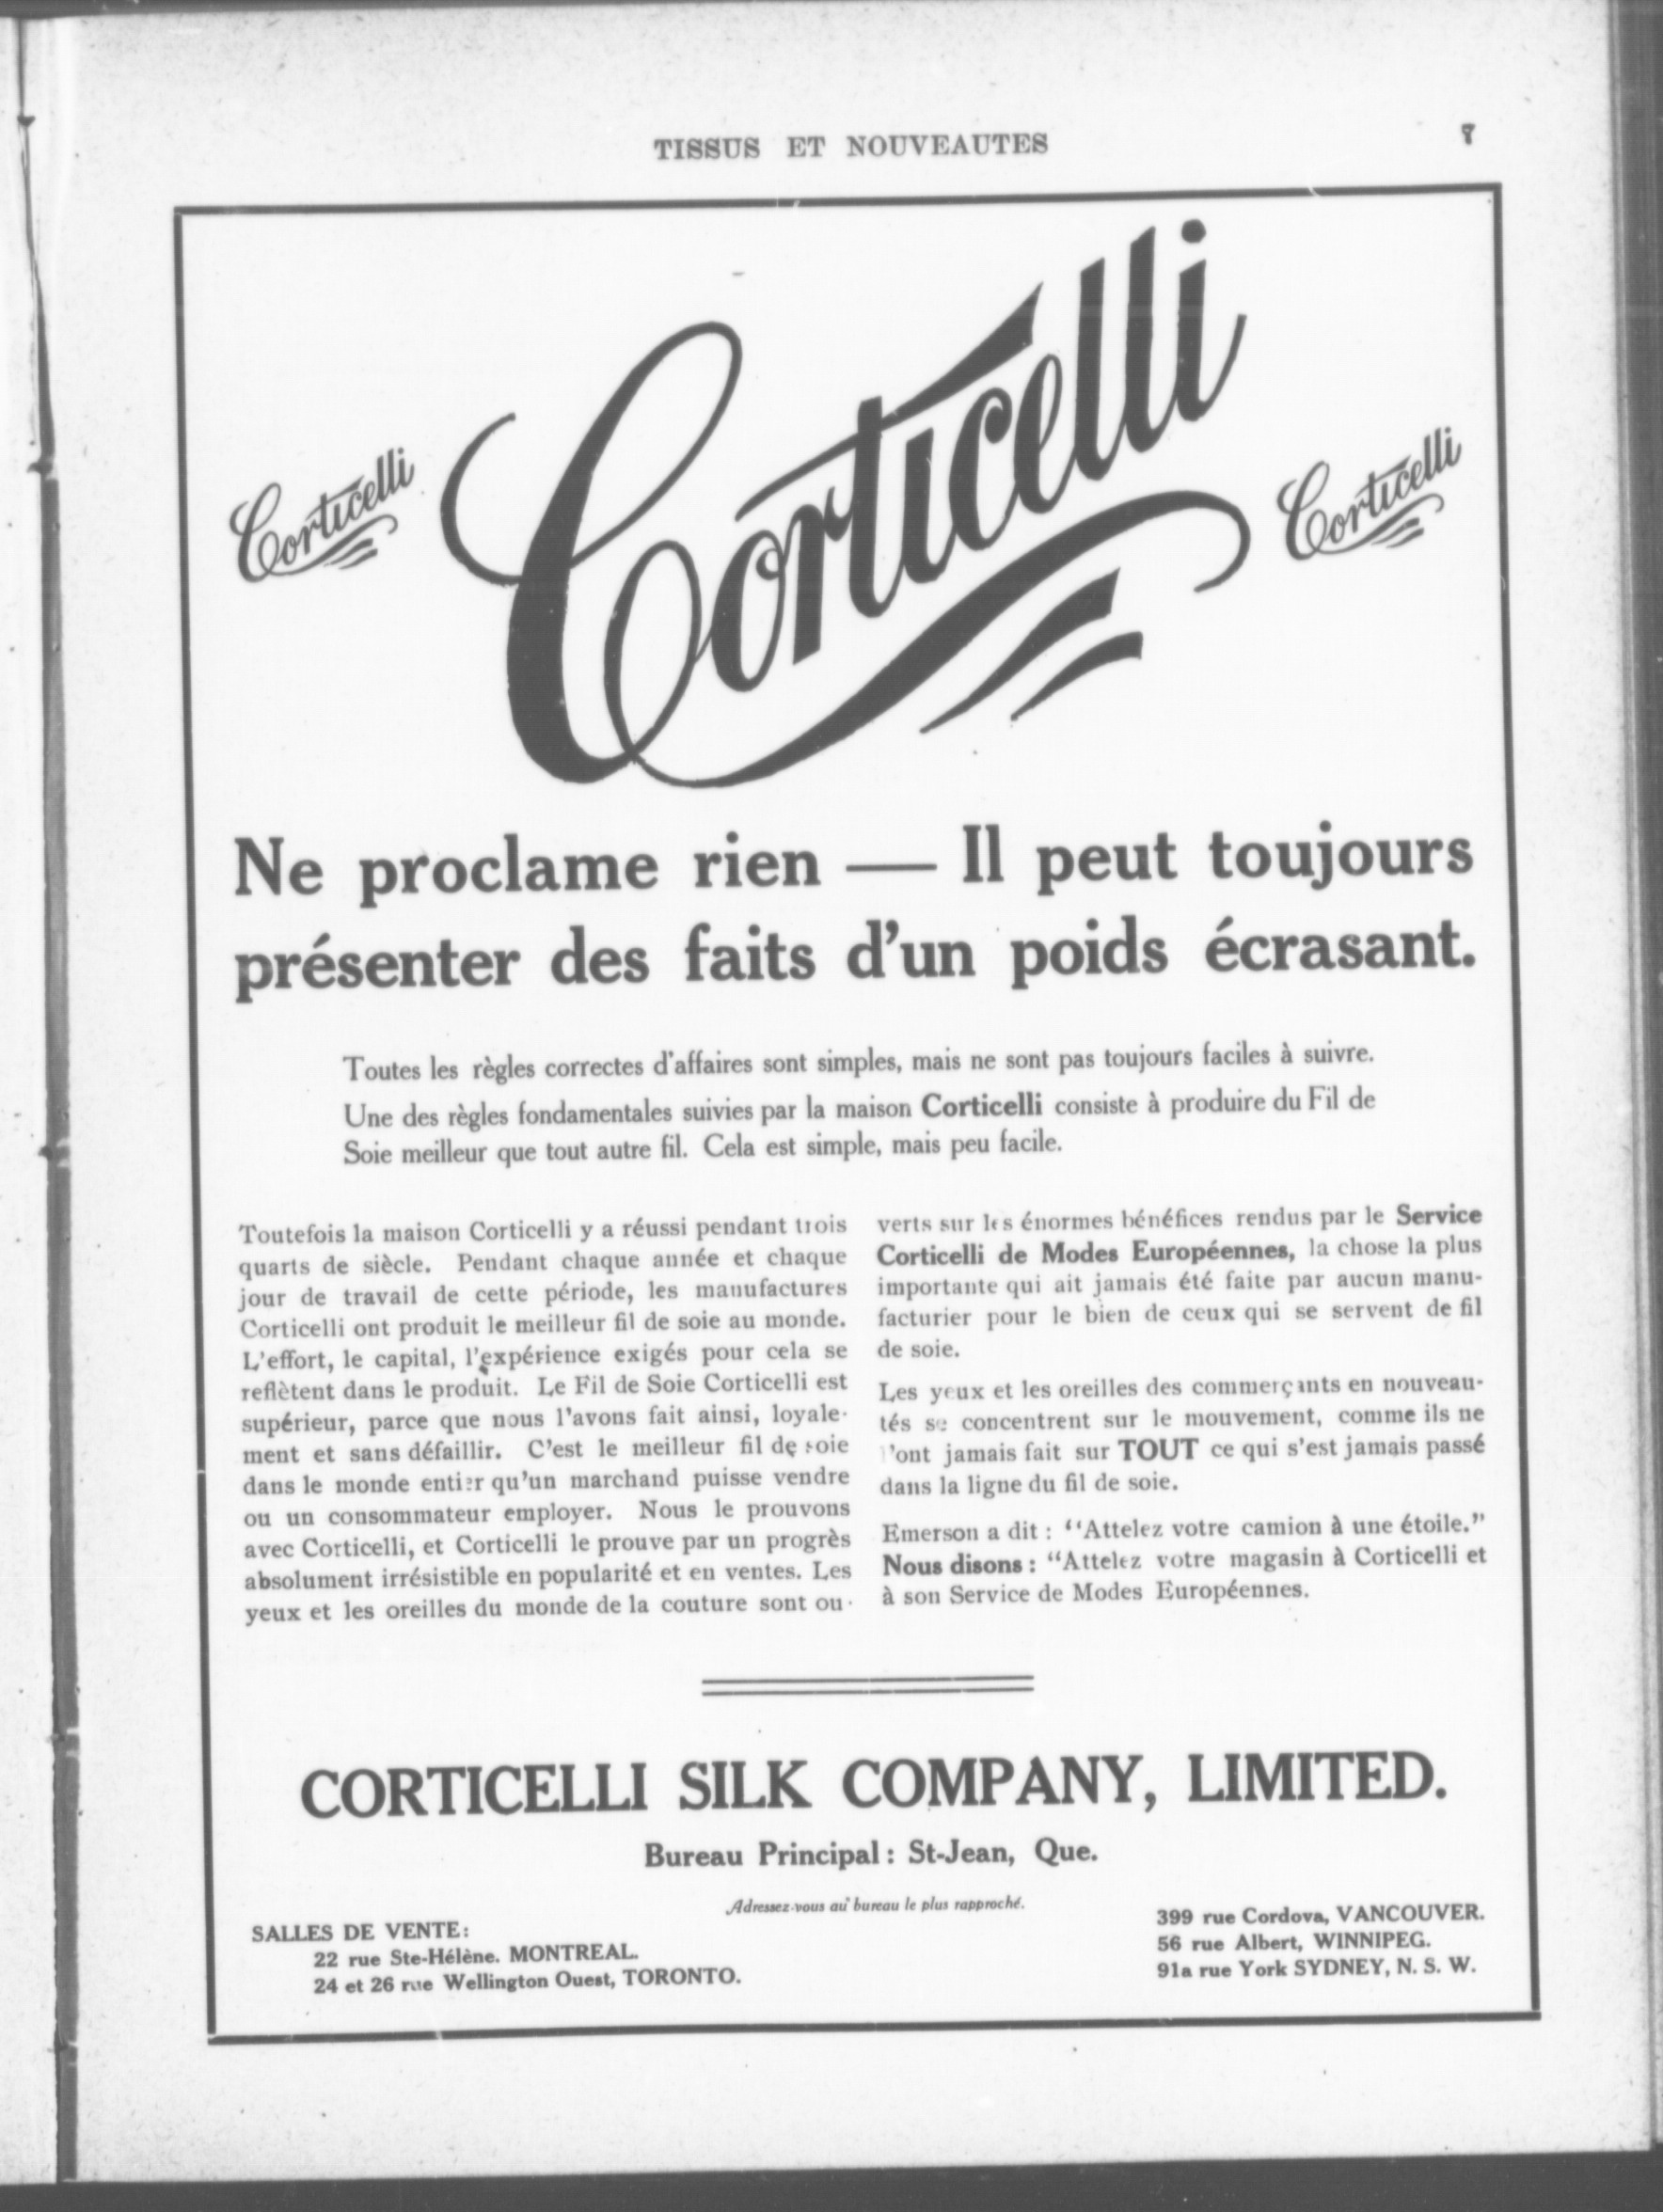 TISSUS ET NOUVEAUTES
7
Corticelli
Corticelli
Corticelli
Ne proclame rien — Il peut toujours
présenter des faits d'un poids écrasant.
Toutes les règles correctes d'affaires sont simples, mais ne sont pas toujours faciles à suivre.
Une des règles fondamentales suivies par la maison Corticelli consiste à produire du Fil de
Soie meilleur que tout autre fil. Cela est simple, mais peu facile.
Toutefois la maison Corticelli y a réussi pendant trois
quarts de siècle. Pendant chaque année et chaque
jour de travail de cette période, les manufactures
Corticelli ont produit le meilleur fil de soie au monde.
L'effort, le capital, l'expérience exigés pour cela se
reflètent dans le produit. Le Fil de Soie Corticelli est
supérieur, parce que nous l'avons fait ainsi, loyale-
ment et sans défaillir. C'est le meilleur fil de soie
dans le monde entier qu'un marchand puisse vendre
ou un consommateur employer. Nous le prouvons
avec Corticelli, et Corticelli le prouve par un progrès
absolument irrésistible en popularité et en ventes. Les
yeux et les oreilles du monde de la couture sont ou-
verts sur les énormes bénéfices rendus par le Service
Corticelli de Modes Européennes, la chose la plus
importante qui ait jamais été faite par aucun manu-
facturier pour le bien de ceux qui se servent de fil
de soie.
Les yeux et les oreilles des commerçants en nouveau-
tés se concentrent sur le mouvement, comme ils ne
l'ont jamais fait sur TOUT ce qui s'est jamais passé
dans la ligne du fil de soie.
Emerson a dit : "Attelez votre camion à une étoile."
Nous disons : "Attelez votre magasin à Corticelli et
à son Service de Modes Européennes.
CORTICELLI SILK COMPANY, LIMITED.
Bureau Principal : St-Jean, Que.
Adressez-vous au bureau le plus rapproché.
SALLES DE VENTE:
22 rue Ste-Hélène. MONTREAL.
24 et 26 rue Wellington Ouest, TORONTO.
399 rue Cordova, VANCOUVER.
56 rue Albert, WINNIPEG.
91a rue York SYDNEY, N. S. W.